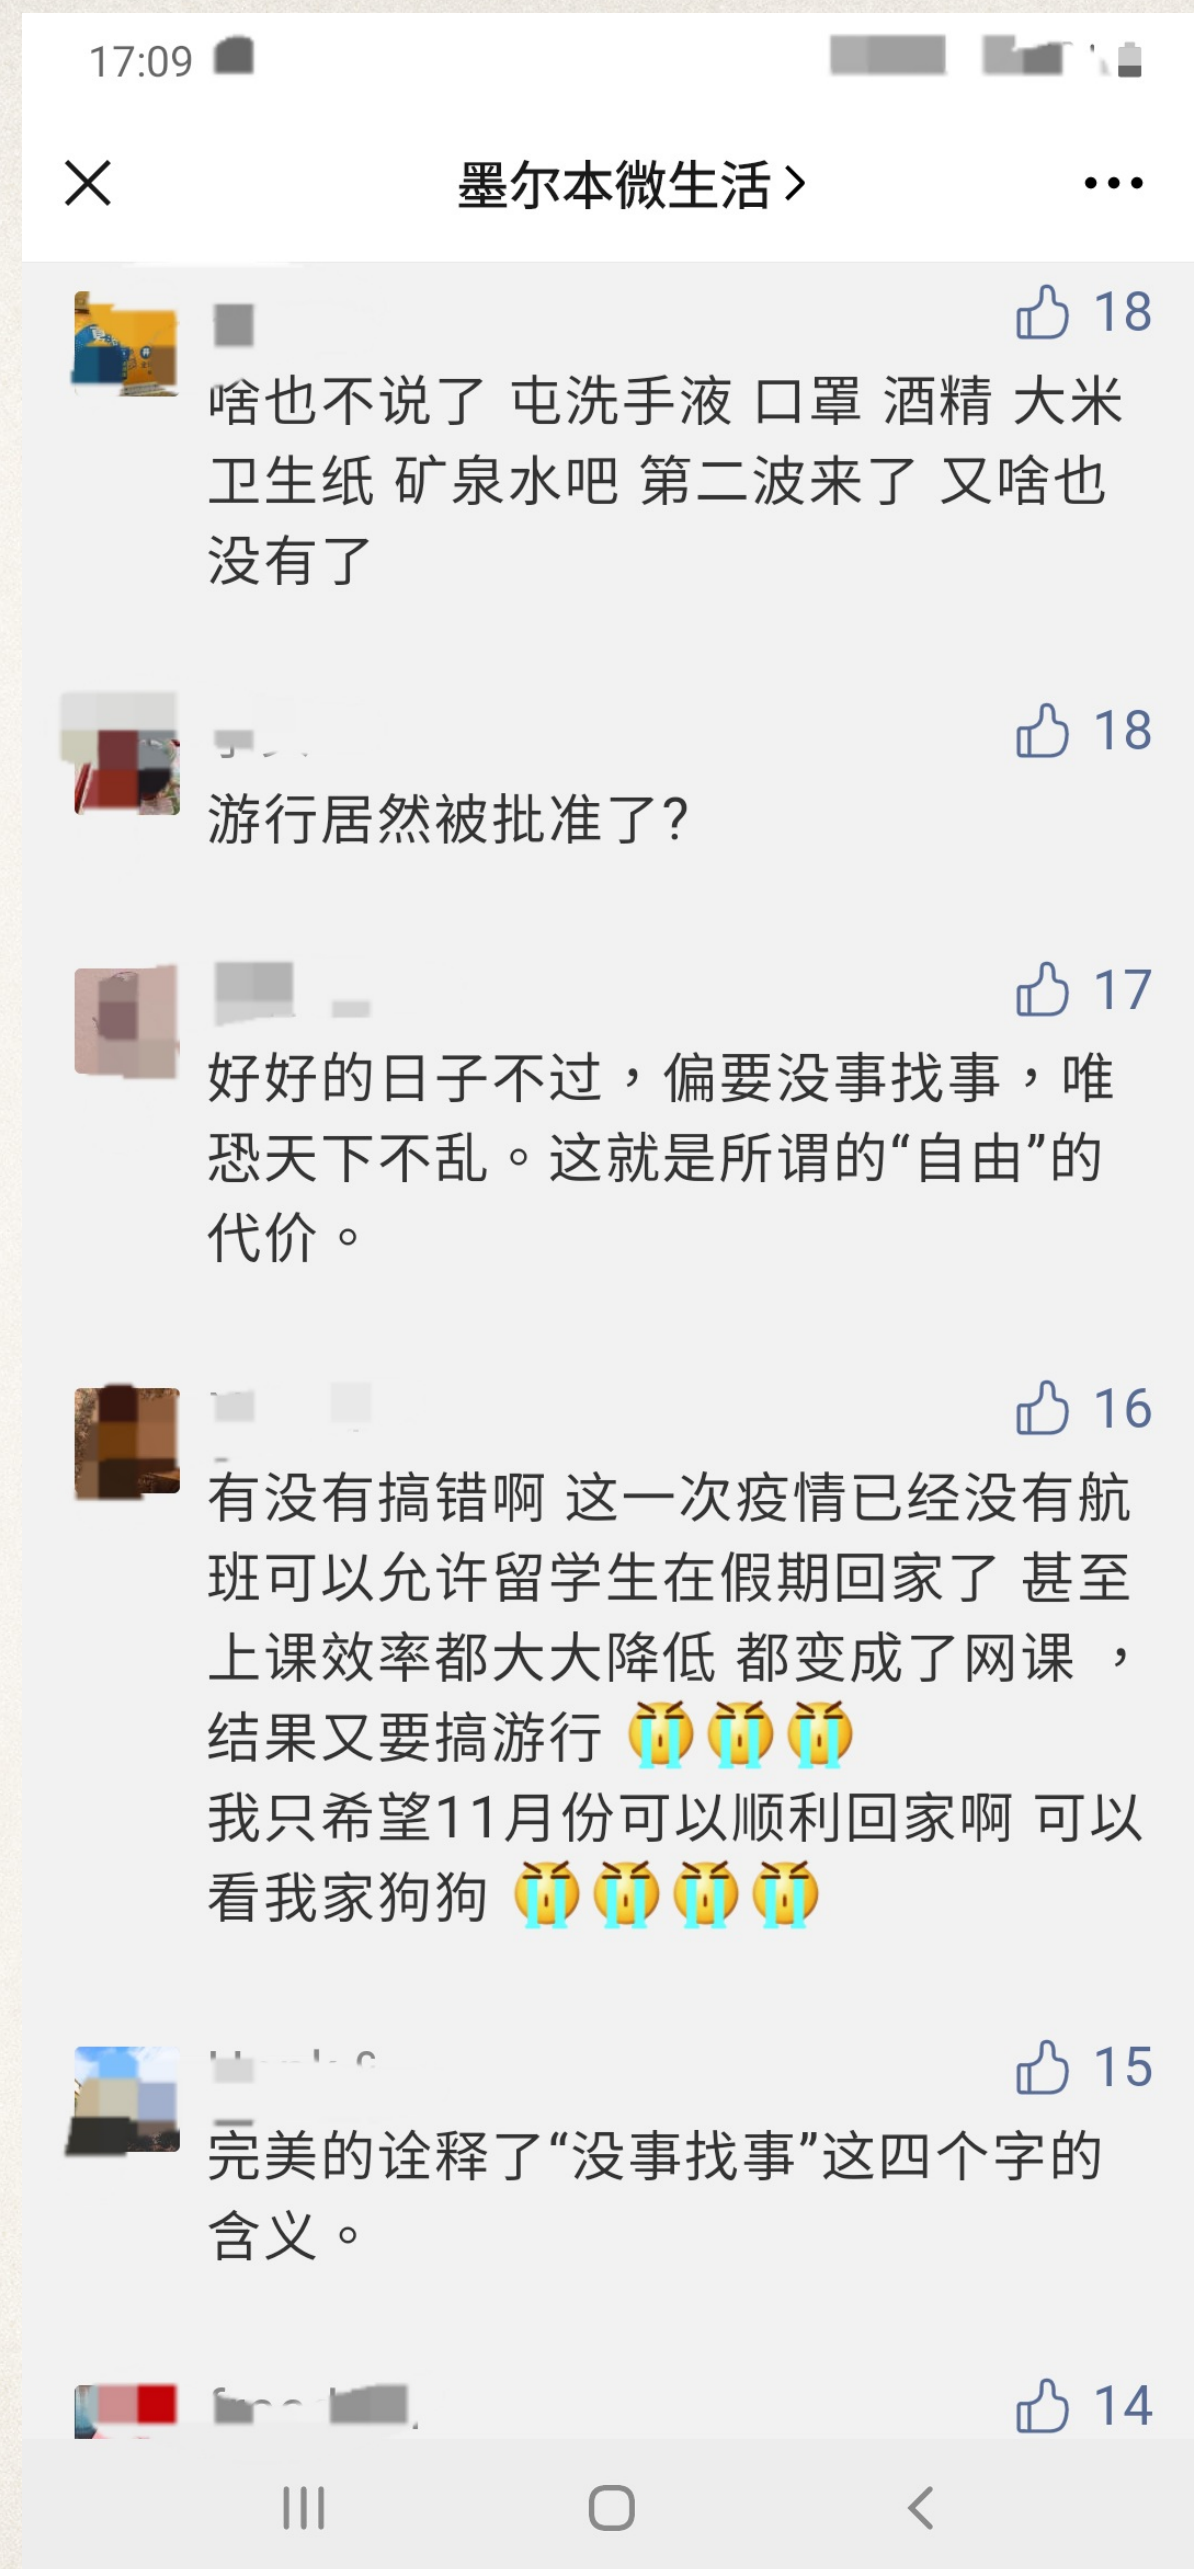 17:09
墨尔本微生活
18
啥也不说了 屯洗手液 口罩 酒精 大米
卫生纸 矿泉水吧 第二波来了 又啥也
没有了
18
游行居然被批准了?
17
好好的日子不过，偏要没事找事，唯
恐天下不乱。这就是所谓的“自由”的
代价。
16
有没有搞错啊 这一次疫情已经没有航
班可以允许留学生在假期回家了 甚至
上课效率都大大降低 都变成了网课 ，
结果又要搞游行 😭😭😭
我只希望11月份可以顺利回家啊 可以
看我家狗狗 😭😭😭😭
15
完美的诠释了“没事找事”这四个字的
含义。
14